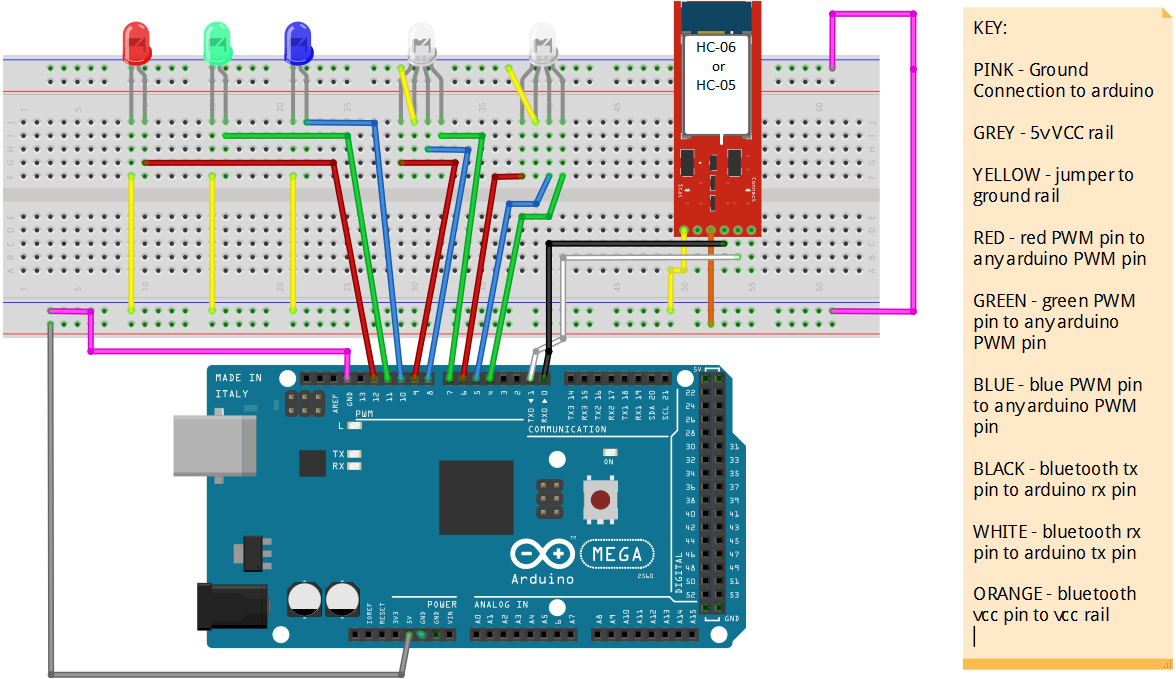 HC-06
or
HC-05
KEY:
PINK - Ground
Connection to arduino
GREY - 5vVCC rail
YELLOW - jumper to
ground rail
RED - red PWM pin to
any arduino PWM pin
GREEN - green PWM
pin to any arduino
PWM pin
BLUE - blue PWM pin
to any arduino PWM
pin
BLACK - bluetooth tx
pin to arduino rx pin
WHITE - bluetooth rx
pin to arduino tx pin
ORANGE - bluetooth
vcc pin to vcc rail
MADE IN
ITALY
AREF
GND
13
12
11
10
9
8
7
6
5
4
3
2
TX0 1
RX0 0
TX3 14
RX3 15
TX2 16
RX2 17
TX1 18
RX1 19
SDA 20
SCL 21
PWM
COMMUNICATION
L
TX
RX
ON
5V
22
24
26
28
30 31
32 33
34 35
36 37
38 39
40 41
42 43
44 45
46 47
48 49
50 51
52 53
GND
DIGITAL
MEGA
2560
TM
Arduino
POWER
ANALOG IN
IOREF
RESET
3V3
5V
GND
GND
VIN
A0
A1
A2
A3
A4
A5
6
A7
A8
A9
A10
A11
A12
A13
A14
A15